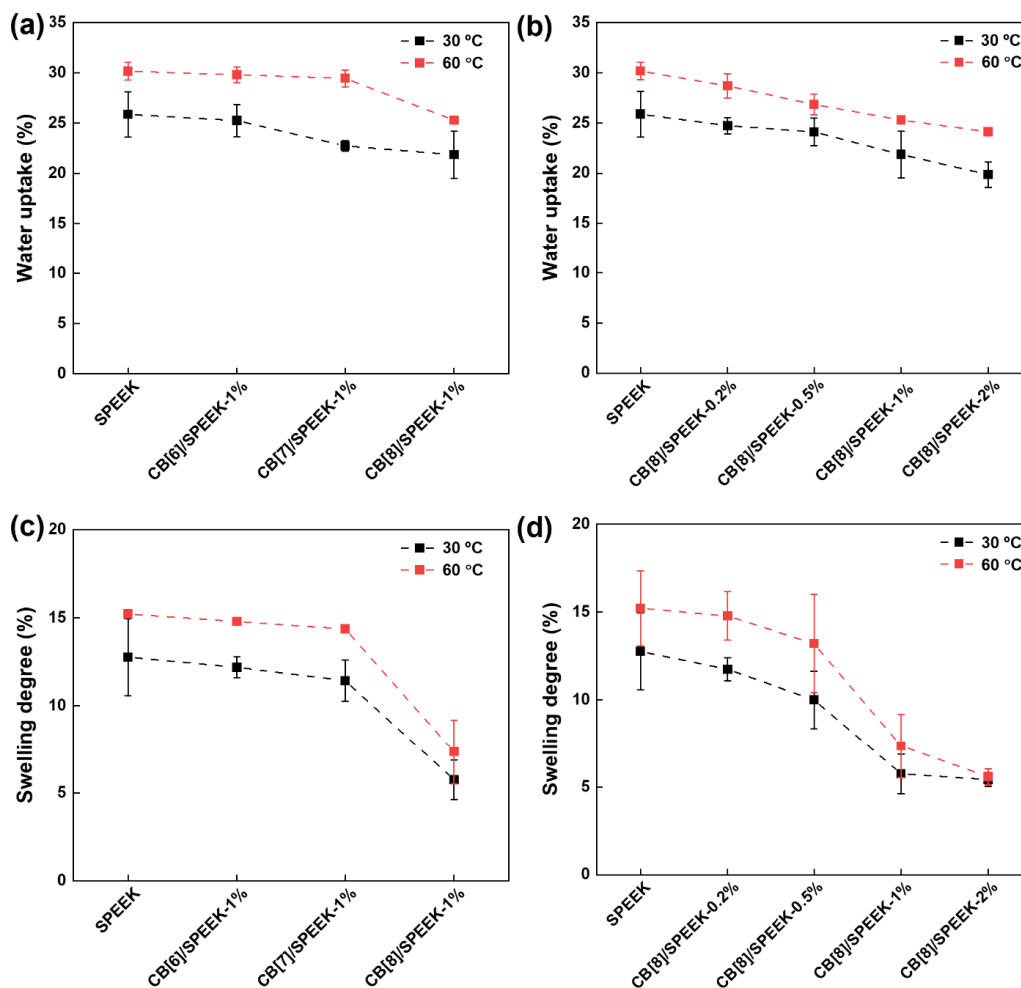 (a)
35
30
25
20
15
10
5
0
Water uptake (%)
30 ºC
60 °C
SPEEK
CB[6]/SPEEK-1%
CB[7]/SPEEK-1%
CB[8]/SPEEK-1%
(b)
35
30
25
20
15
10
5
0
Water uptake (%)
30 ºC
60 °C
SPEEK
CB[8]/SPEEK-0.2%
CB[8]/SPEEK-0.5%
CB[8]/SPEEK-1%
CB[8]/SPEEK-2%
(c)
20
15
10
5
0
Swelling degree (%)
30 ºC
60 °C
SPEEK
CB[6]/SPEEK-1%
CB[7]/SPEEK-1%
CB[8]/SPEEK-1%
(d)
20
15
10
5
0
Swelling degree (%)
30 ºC
60 °C
SPEEK
CB[8]/SPEEK-0.2%
CB[8]/SPEEK-0.5%
CB[8]/SPEEK-1%
CB[8]/SPEEK-2%